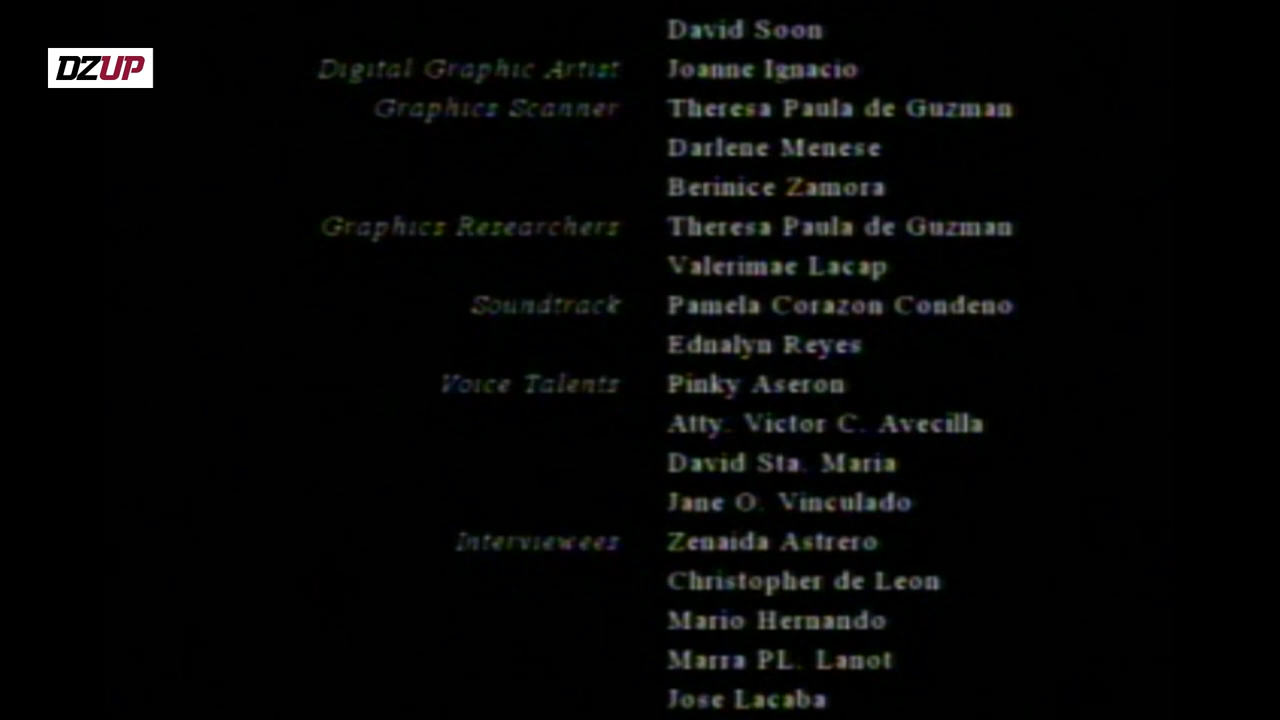 DZUP
David Soon
Digital Graphic Artist Joanne Ignacio
Graphics Scanner Theresa Paula de Guzman
Darlene Menese
Berinice Zamora
Graphics Researchers Theresa Paula de Guzman
Valerimae Lacap
Soundtrack Pamela Corazon Condeno
Ednalyn Reyes
Voice Talents Pinky Aseron
Atty. Victor C. Avecilla
David Sta. Maria
Jane O. Vinculado
Interviewees Zenaida Astrero
Christopher de Leon
Mario Hernando
Marra PL. Lanot
Jose Lacaba